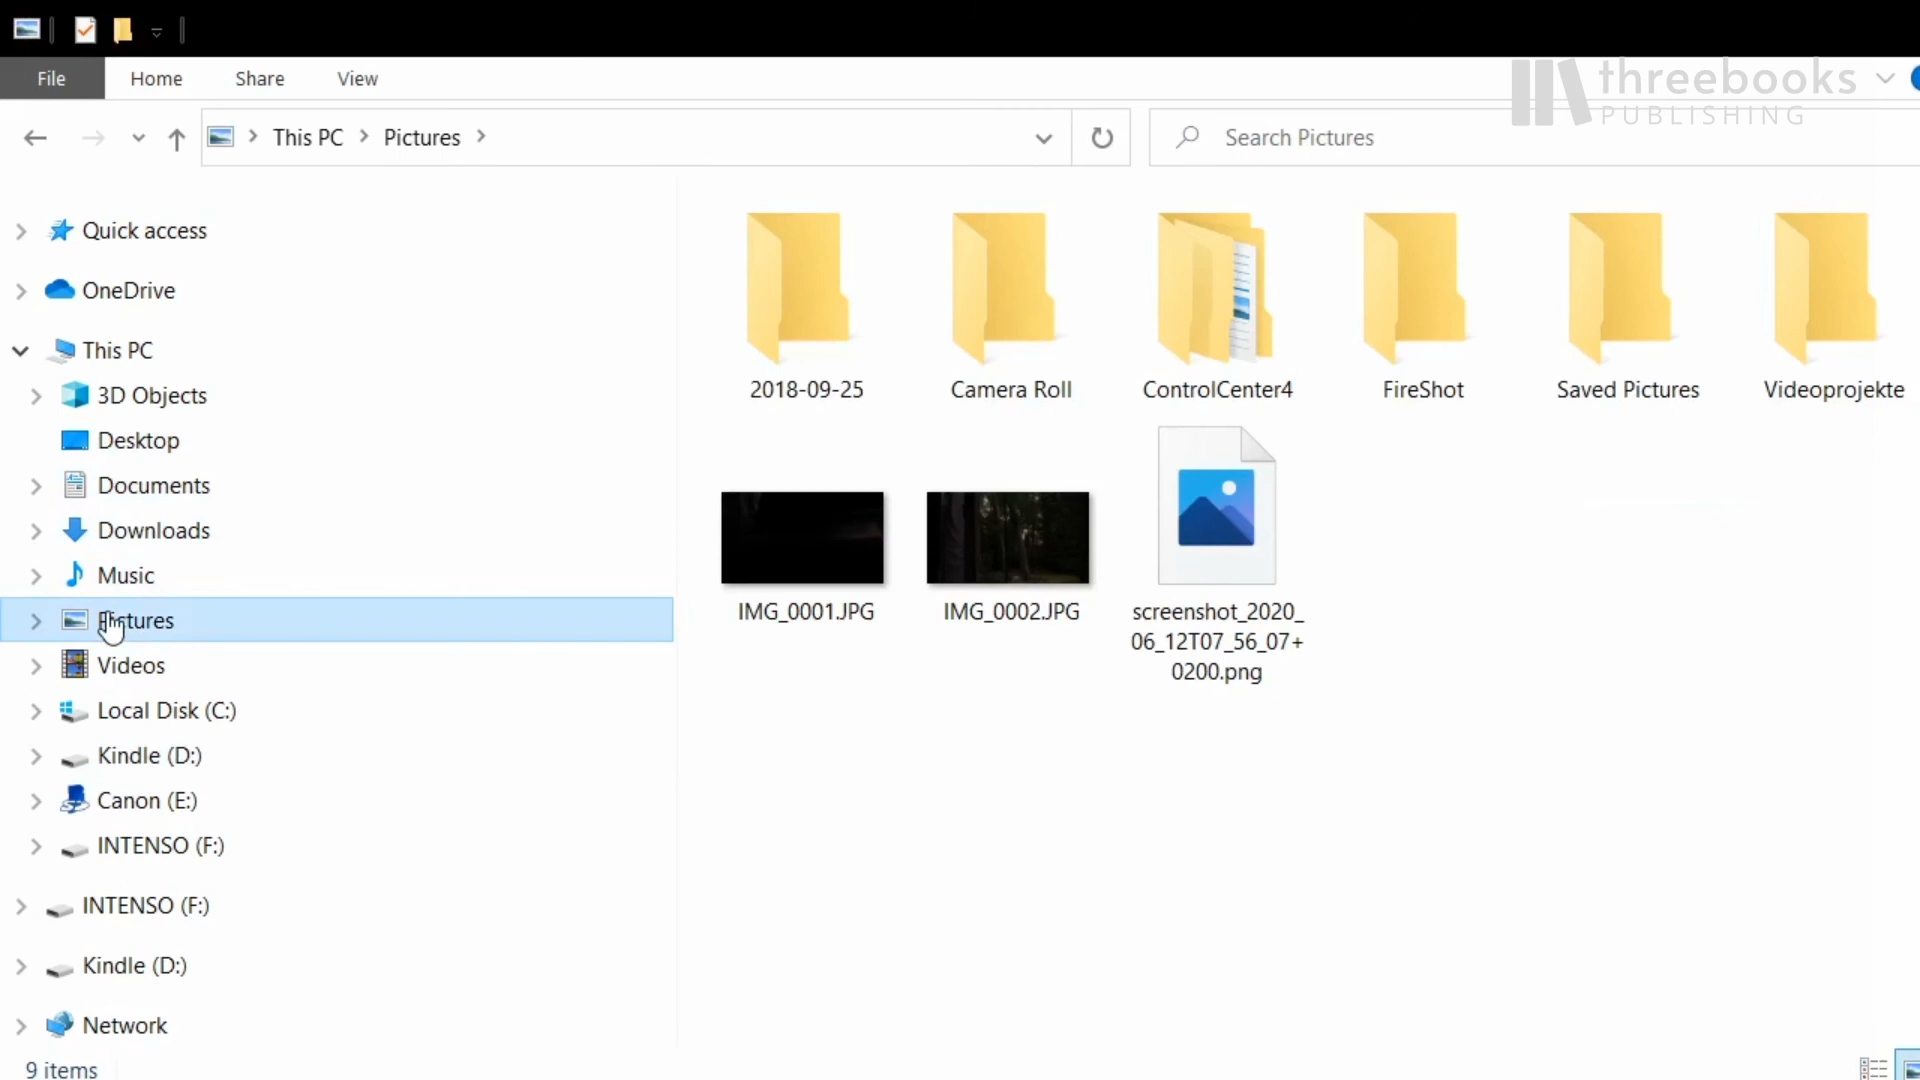 File Home Share View
threebooks
PUBLISHING
This PC Pictures
Search Pictures
Quick access
OneDrive
This PC
3D Objects
Desktop
Documents
Downloads
Music
Pictures
Videos
Local Disk (C:)
Kindle (D:)
Canon (E:)
INTENSO (F:)
INTENSO (F:)
Kindle (D:)
Network
2018-09-25 Camera Roll ControlCenter4 FireShot Saved Pictures Videoprojekte
IMG_0001.JPG IMG_0002.JPG screenshot_2020_
06_12T07_56_07+
0200.png
9 items